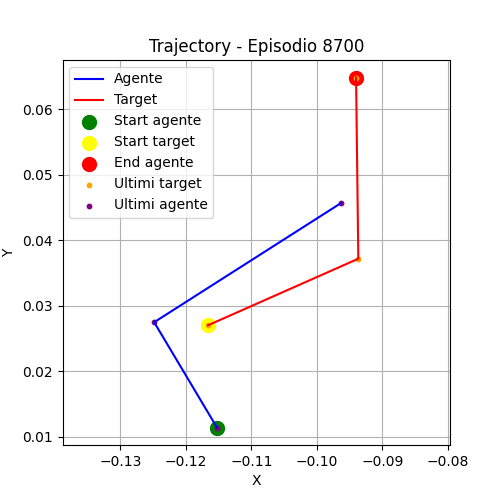 Trajectory - Episodio 8700
Agente
Target
Start agente
Start target
End agente
Ultimi target
Ultimi agente
0.06
0.05
0.04
0.03
0.02
0.01
Y
−0.13
−0.12
−0.11
−0.10
−0.09
−0.08
X